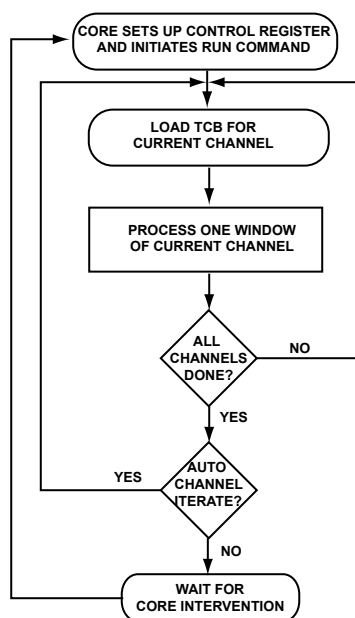 CORE SETS UP CONTROL REGISTER
AND INITIATES RUN COMMAND
LOAD TCB FOR
CURRENT CHANNEL
PROCESS ONE WINDOW
OF CURRENT CHANNEL
ALL
CHANNELS
DONE?
NO
YES
AUTO
CHANNEL
ITERATE?
YES
NO
WAIT FOR
CORE INTERVENTION